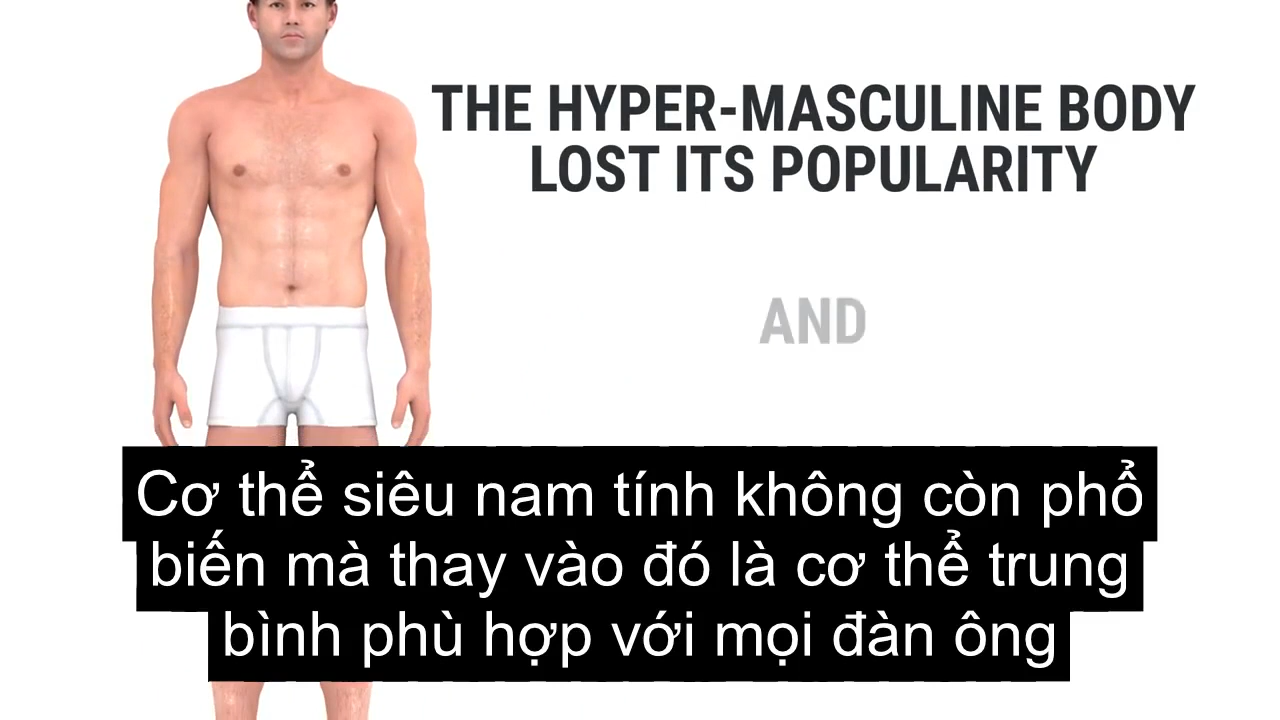 THE HYPER-MASCULINE BODY
LOST ITS POPULARITY
AND
Cơ thể siêu nam tính không còn phổ
biến mà thay vào đó là cơ thể trung
bình phù hợp với mọi đàn ông